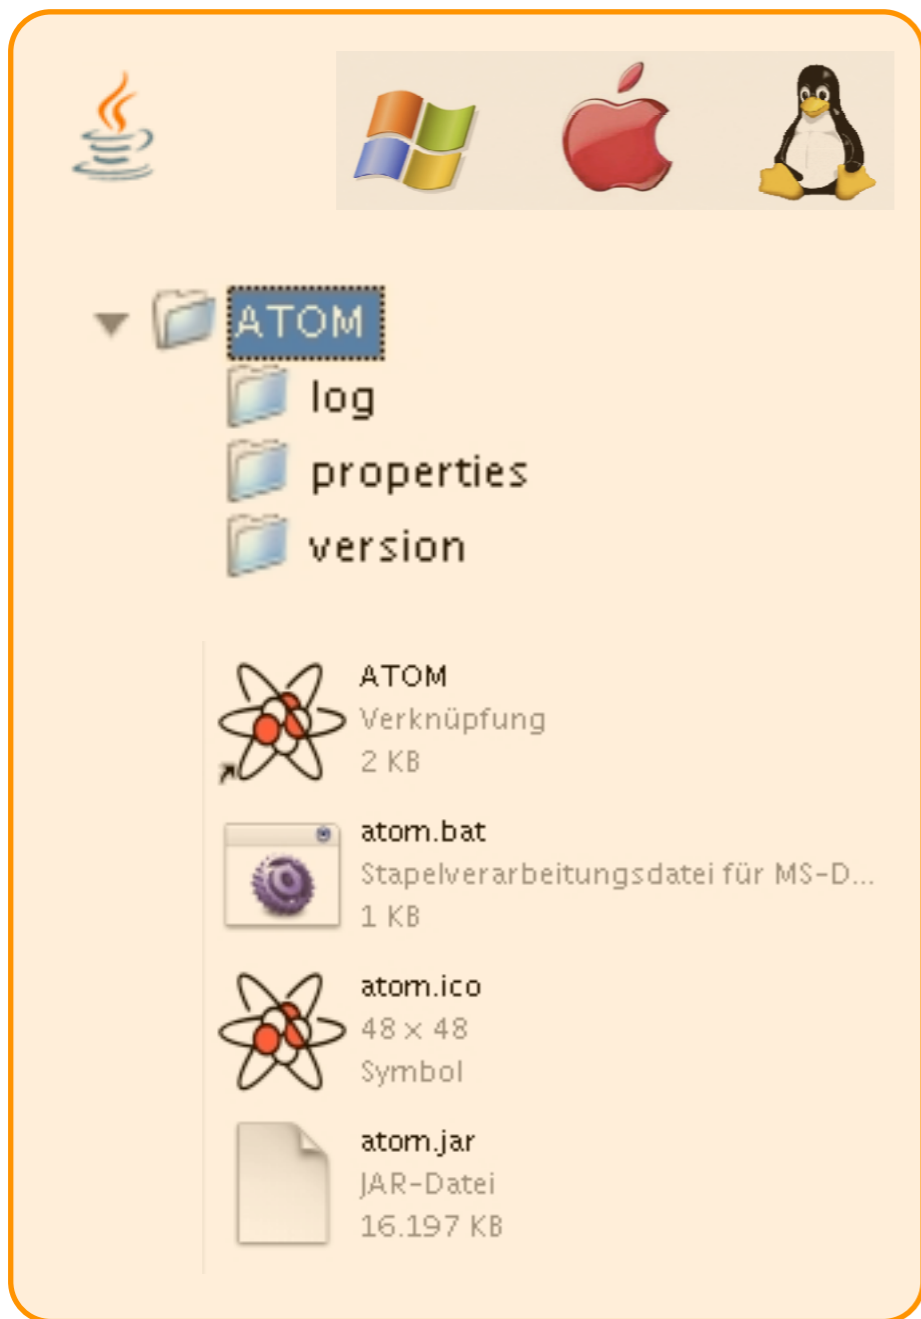 ATOM
log
properties
version
ATOM
Verknüpfung
2 KB
atom.bat
Stapelverarbeitungsdatei für MS-D...
1 KB
atom.ico
48 × 48
Symbol
atom.jar
JAR-Datei
16.197 KB